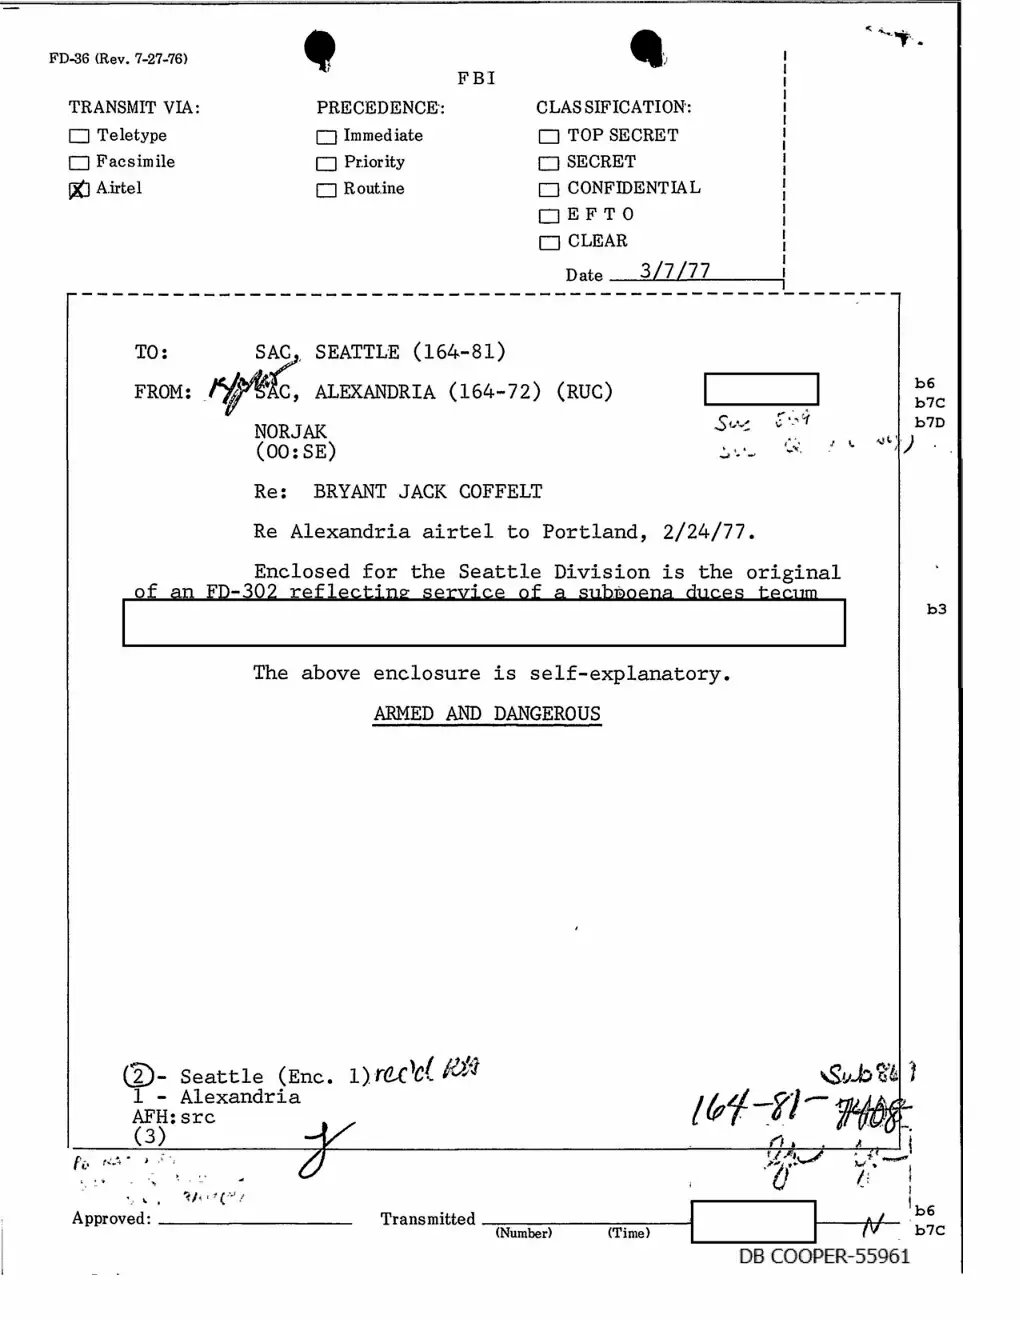 FD-36 (Rev. 7-27-76)
FBI
TRANSMIT VIA: PRECEDENCE: CLASSIFICATION:
Teletype Immediate TOP SECRET
Facsimile Priority SECRET
Airtel Routine CONFIDENTIAL
E F T O
CLEAR
Date 3/7/77
TO: SAC, SEATTLE (164-81)
FROM: SAC, ALEXANDRIA (164-72) (RUC)
b6
b7C
b7D
NORJAK
(OO:SE)
Re: BRYANT JACK COFFELT
Re Alexandria airtel to Portland, 2/24/77.
Enclosed for the Seattle Division is the original
of an FD-302 reflecting service of a subpoena duces tecum
b3
The above enclosure is self-explanatory.
ARMED AND DANGEROUS
2 - Seattle (Enc. 1) rec'd
1 - Alexandria
AFH:src
(3)
Sub
164-81-
Approved: Transmitted
(Number) (Time)
N
b6
b7C
DB COOPER-55961